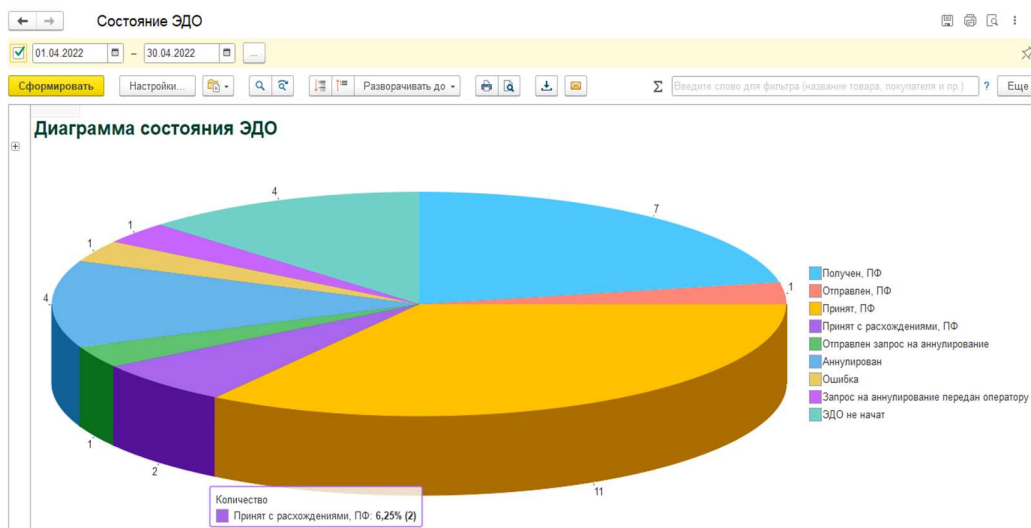 Состояние ЭДО
01.04.2022 – 30.04.2022 ...
Сформировать Настройки... Разворачивать до Σ Введите слово для фильтра (название товара, покупателя и пр.) ? Еще
Диаграмма состояния ЭДО
4
7
1
1
4
1
1
2
11
Получен, ПФ
Отправлен, ПФ
Принят, ПФ
Принят с расхождениями, ПФ
Отправлен запрос на аннулирование
Аннулирован
Ошибка
Запрос на аннулирование передан оператору
ЭДО не начат
Количество
Принят с расхождениями, ПФ: 6,25% (2)